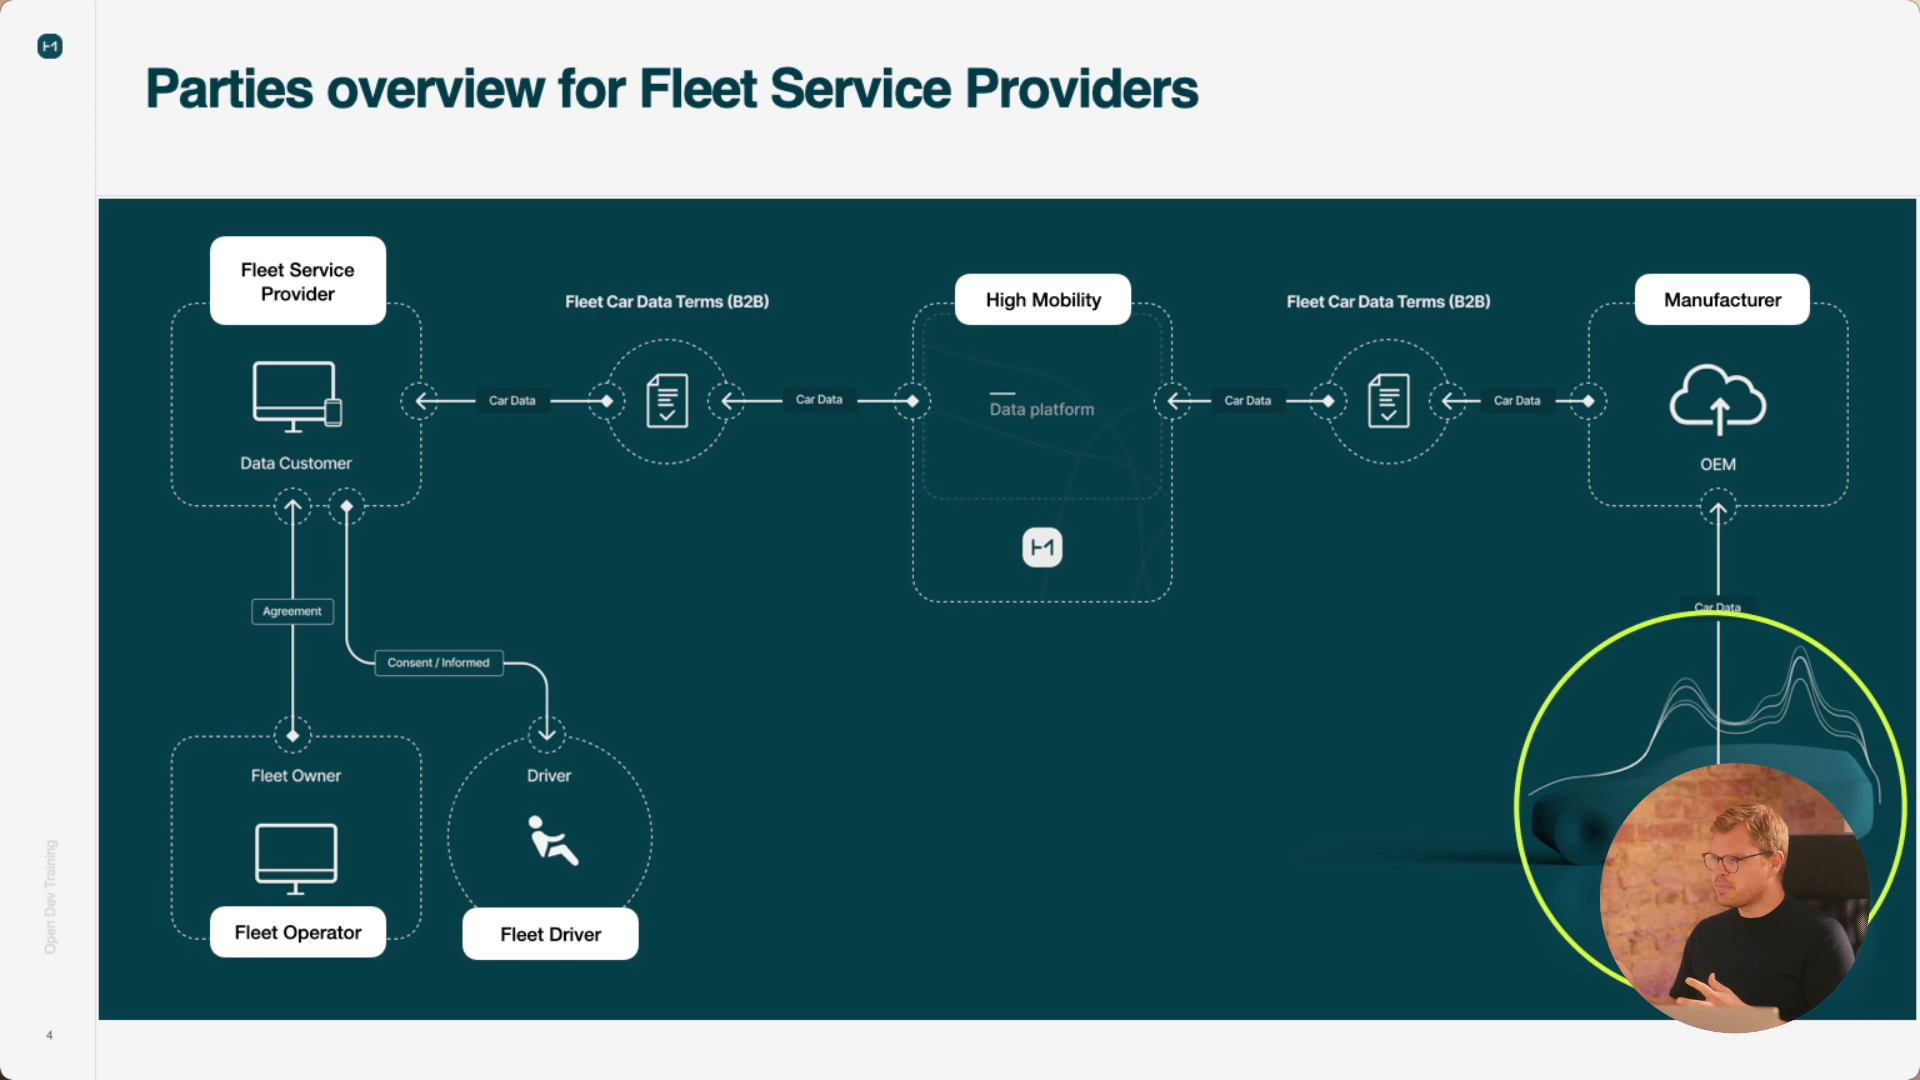 Parties overview for Fleet Service Providers
Fleet Service
Provider
Data Customer
Fleet Car Data Terms (B2B)
High Mobility
Fleet Car Data Terms (B2B)
Manufacturer
Car Data
Car Data
Data platform
Car Data
Car Data
OEM
Agreement
Consent / Informed
Car Data
Fleet Owner
Driver
Fleet Operator
Fleet Driver
Open Dev Training
4